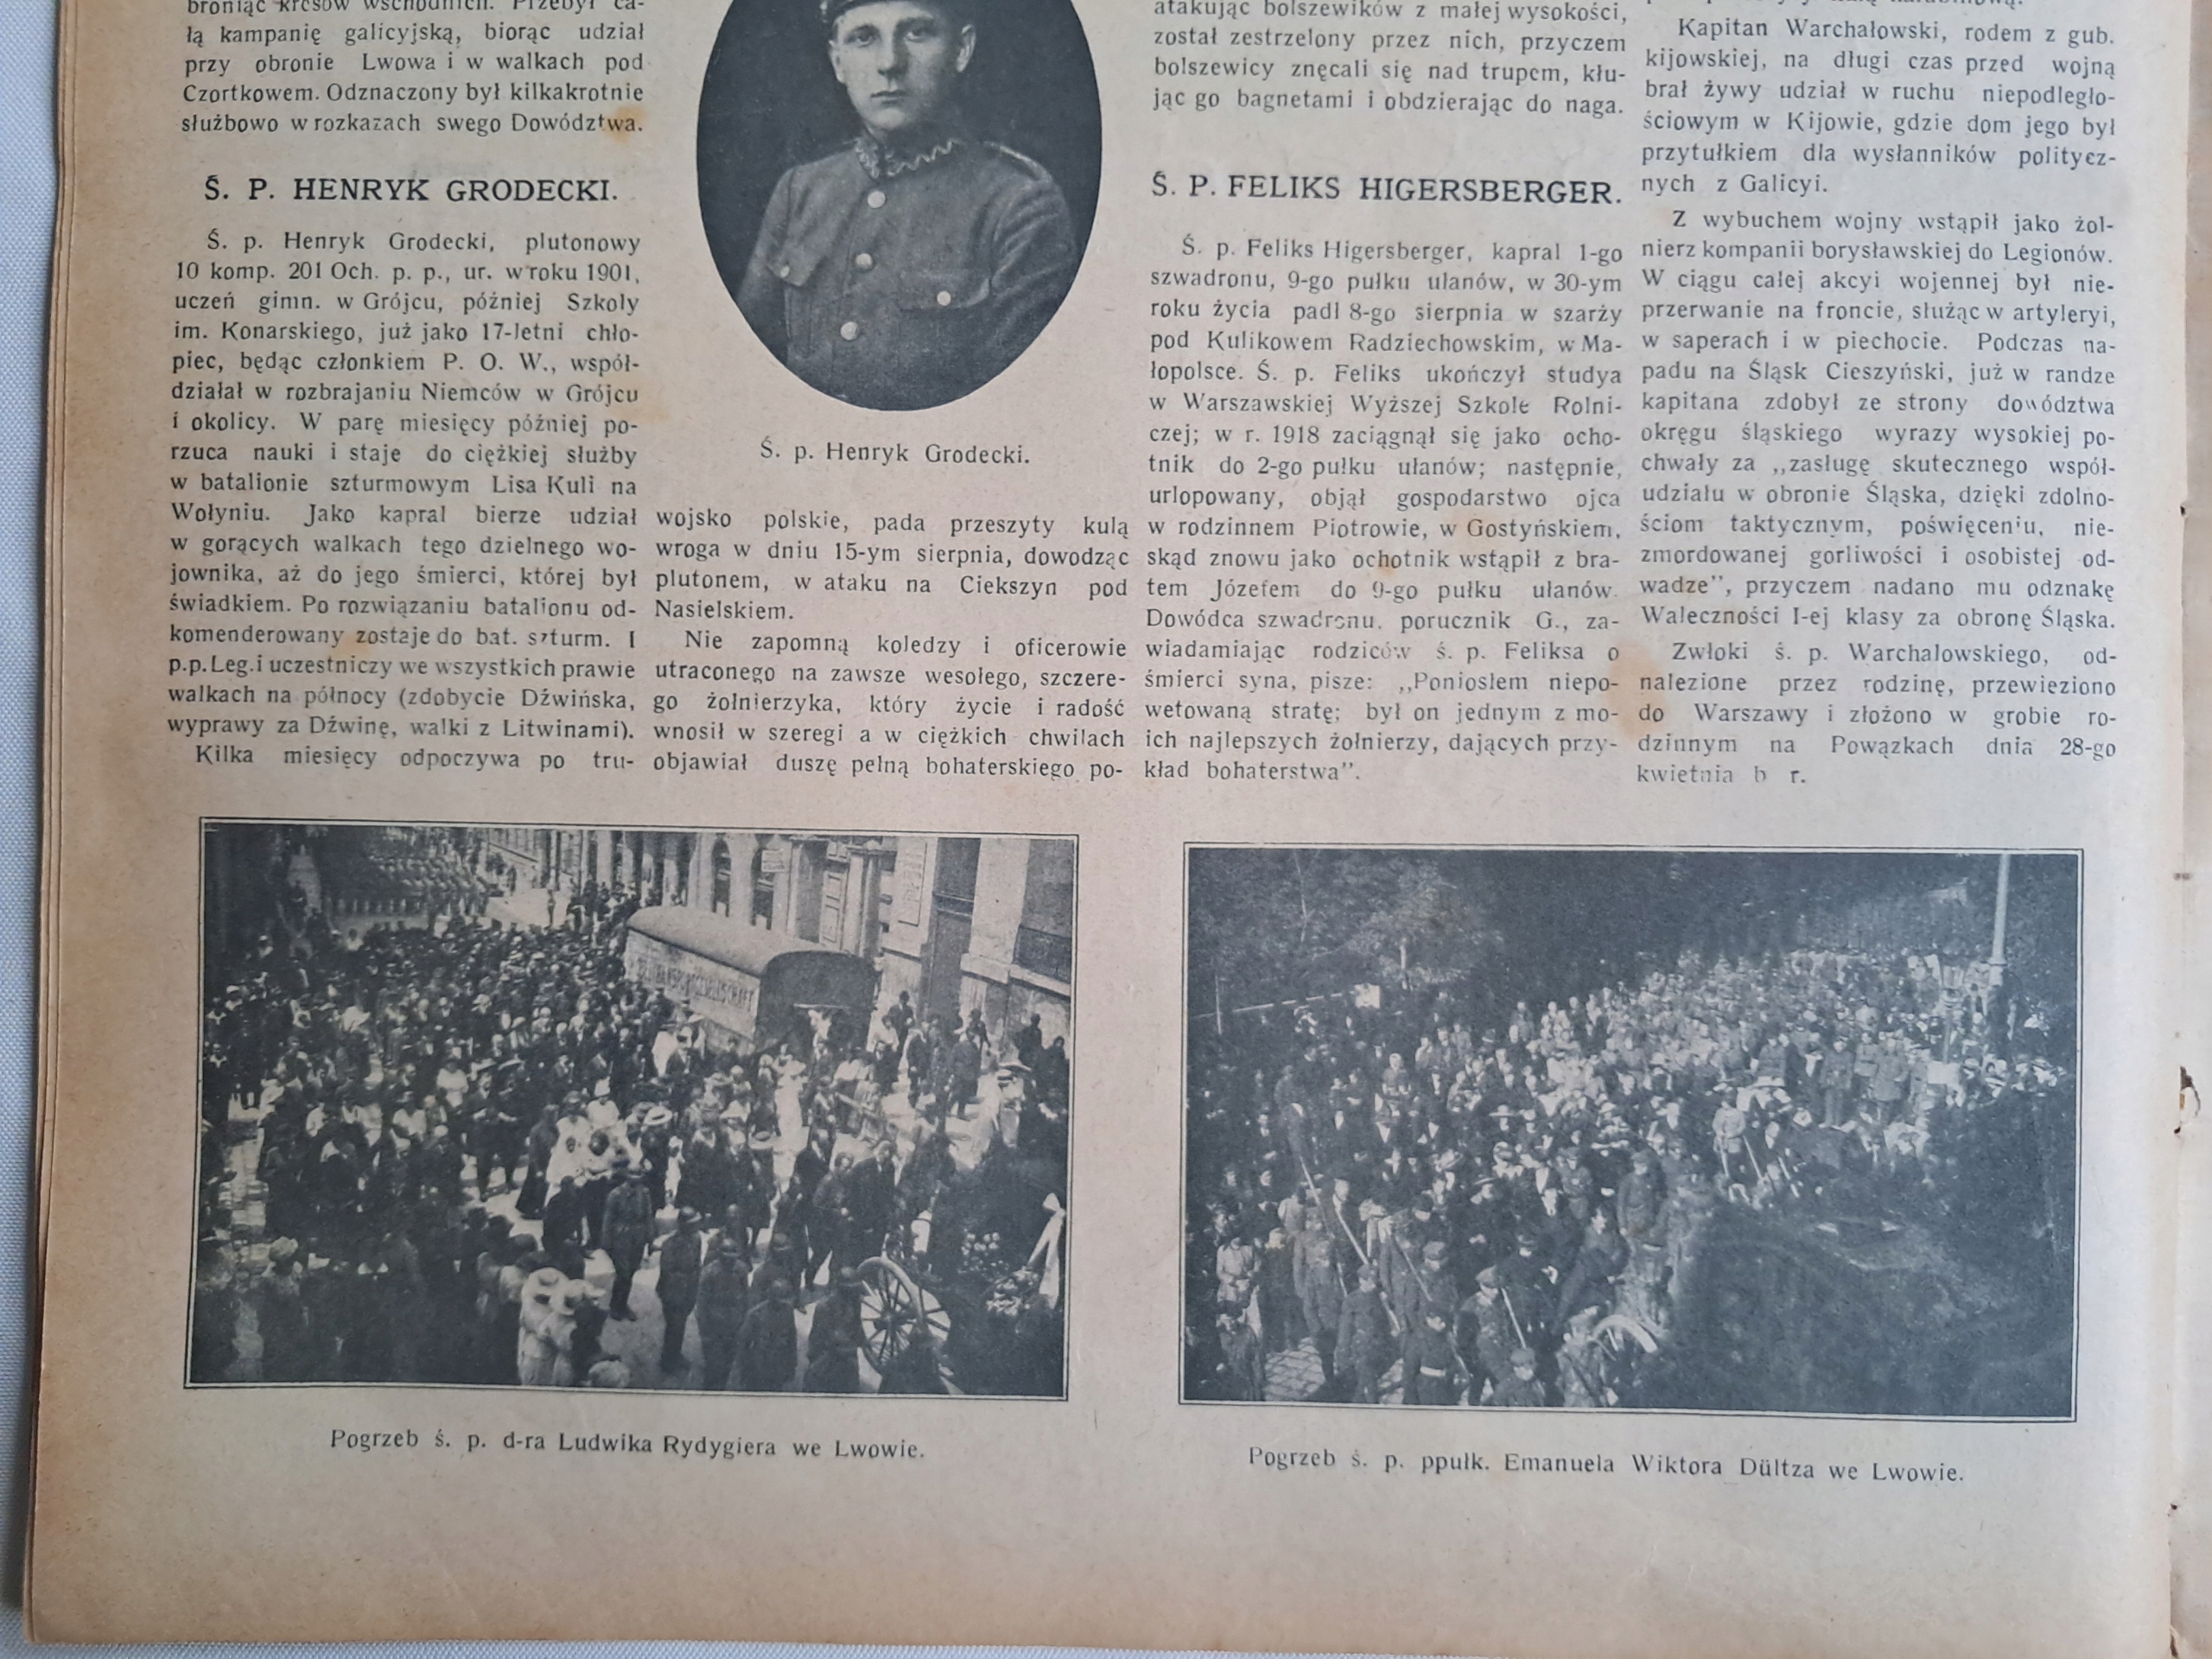 broniąc kresów wschodnich. Przebył ca-
łą kampanię galicyjską, biorąc udział
przy obronie Lwowa i w walkach pod
Czortkowem. Odznaczony był kilkakrotnie
służbowo w rozkazach swego Dowództwa.
Ś. P. HENRYK GRODECKI.
Ś. p. Henryk Grodecki, plutonowy
10 komp. 201 Och. p. p., ur. w roku 1901,
uczeń gimn. w Grójcu, później Szkoly
im. Konarskiego, już jako 17-letni chło-
piec, będąc członkiem P. O. W., współ-
działał w rozbrajaniu Niemców w Grójcu
i okolicy. W parę miesięcy później po-
rzuca nauki i staje do ciężkiej służby
w batalionie szturmowym Lisa Kuli na
Wołyniu. Jako kapral bierze udział
w gorących walkach tego dzielnego wo-
jownika, aż do jego śmierci, której był
świadkiem. Po rozwiązaniu batalionu od-
komenderowany zostaje do bat. szturm. I
p.p.Leg. i uczestniczy we wszystkich prawie
walkach na północy (zdobycie Dźwińska,
wyprawy za Dźwinę, walki z Litwinami).
Kilka miesięcy odpoczywa po tru-
Ś. p. Henryk Grodecki.
wojsko polskie, pada przeszyty kulą
wroga w dniu 15-ym sierpnia, dowodząc
plutonem, w ataku na Ciekszyn pod
Nasielskiem.
Nie zapomną koledzy i oficerowie
utraconego na zawsze wesołego, szczere-
go żołnierzyka, który życie i radość
wnosił w szeregi a w ciężkich chwilach
objawiał duszę pełną bohaterskiego po-
atakując bolszewików z małej wysokości,
został zestrzelony przez nich, przyczem
bolszewicy znęcali się nad trupem, kłu-
jąc go bagnetami i obdzierając do naga.
Ś. P. FELIKS HIGERSBERGER.
Ś. p. Feliks Higersberger, kapral 1-go
szwadronu, 9-go pułku ulanów, w 30-ym
roku życia padl 8-go sierpnia w szarży
pod Kulikowem Radziechowskim, w Ma-
łopolsce. Ś. p. Feliks ukończył studya
w Warszawskiej Wyższej Szkole Rolni-
czej; w r. 1918 zaciągnął się jako ocho-
tnik do 2-go pułku ułanów; następnie,
urlopowany, objął gospodarstwo ojca
w rodzinnem Piotrowie, w Gostyńskiem,
skąd znowu jako ochotnik wstąpił z bra-
tem Józefem do 9-go pułku ułanów.
Dowódca szwadronu, porucznik G., za-
wiadamiając rodziców ś. p. Feliksa o
śmierci syna, pisze: „Poniosłem niepo-
wetowaną stratę; był on jednym z mo-
ich najlepszych żołnierzy, dających przy-
kład bohaterstwa”.
Kapitan Warchałowski, rodem z gub.
kijowskiej, na długi czas przed wojną
brał żywy udział w ruchu niepodległo-
ściowym w Kijowie, gdzie dom jego był
przytułkiem dla wysłanników politycz-
nych z Galicyi.
Z wybuchem wojny wstąpił jako żoł-
nierz kompanii borysławskiej do Legionów.
W ciągu całej akcyi wojennej był nie-
przerwanie na froncie, służąc w artyleryi,
w saperach i w piechocie. Podczas na-
padu na Śląsk Cieszyński, już w randze
kapitana zdobył ze strony dowództwa
okręgu śląskiego wyrazy wysokiej po-
chwały za „zasługę skutecznego współ-
udziału w obronie Śląska, dzięki zdolno-
ściom taktycznym, poświęceniu, nie-
zmordowanej gorliwości i osobistej od-
wadze”, przyczem nadano mu odznakę
Waleczności I-ej klasy za obronę Śląska.
Zwłoki ś. p. Warchalowskiego, od-
nalezione przez rodzinę, przewieziono
do Warszawy i złożono w grobie ro-
dzinnym na Powązkach dnia 28-go
kwietnia b r.
Pogrzeb ś. p. d-ra Ludwika Rydygiera we Lwowie.
Pogrzeb ś. p. ppułk. Emanuela Wiktora Dültza we Lwowie.